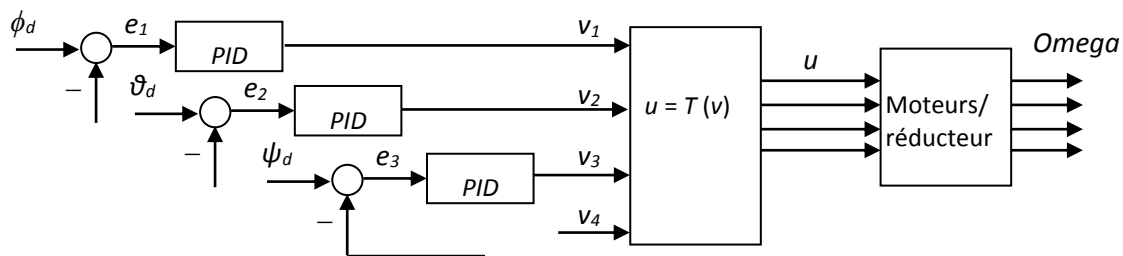 ϕd e1 PID v1
ϑd e2 PID v2
ψd e3 PID v3
v4
− − −
u = T (v)
u
Moteurs/
réducteur
Omega